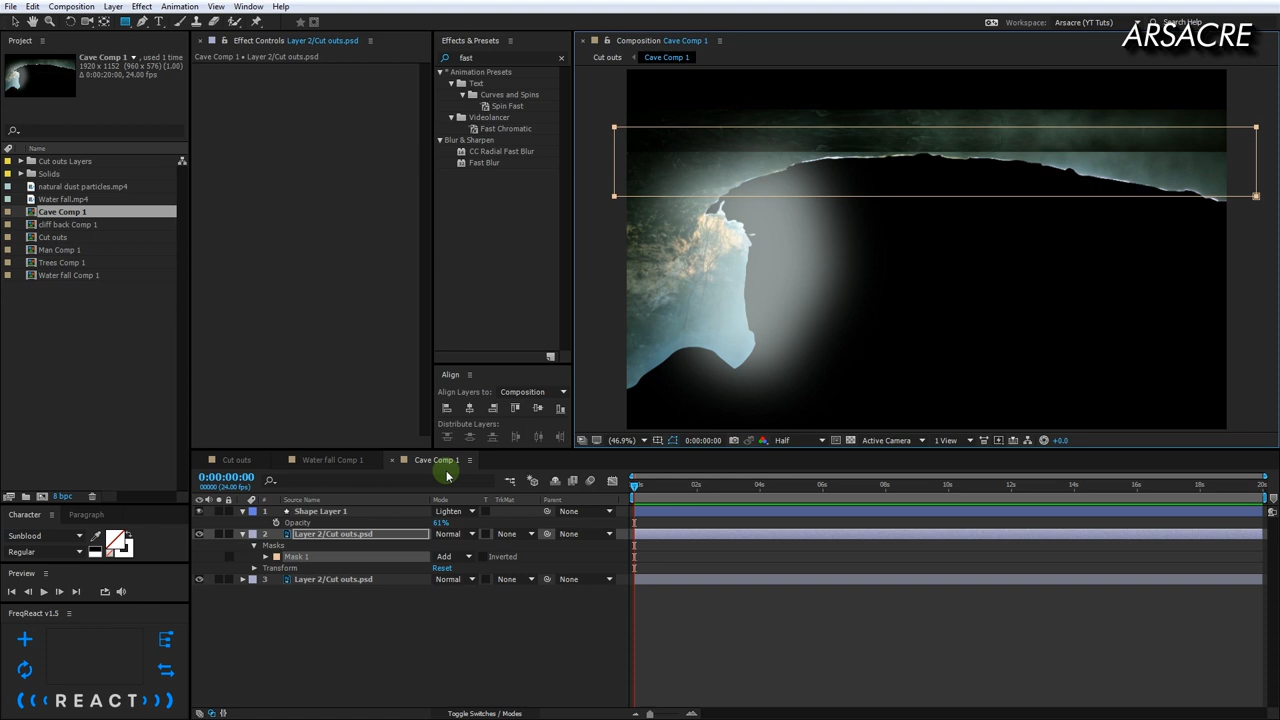 File Edit Composition Layer Effect Animation View Window Help
Workspace: Arsacre (YT Tuts) Search Help
ARSACRE
Project
Effect Controls Layer 2/Cut outs.psd
Effects & Presets
Composition Cave Comp 1
Cave Comp 1 • Layer 2/Cut outs.psd
Cut outs Cave Comp 1
Cave Comp 1 , used 1 time
1920 x 1152 (960 x 576) (1.00)
Δ 0:00:20:00, 24.00 fps
fast
* Animation Presets
Text
Curves and Spins
Spin Fast
Videolancer
Fast Chromatic
Blur & Sharpen
CC Radial Fast Blur
Fast Blur
Name
Cut outs Layers
Solids
natural dust particles.mp4
Water fall.mp4
Cave Comp 1
cliff back Comp 1
Cut outs
Man Comp 1
Trees Comp 1
Water fall Comp 1
8 bpc
Align
Align Layers to: Composition
Distribute Layers:
(46.9%) 0:00:00:00 Half Active Camera 1 View +0.0
Cut outs Water fall Comp 1 Cave Comp 1
0:00:00:00
00000 (24.00 fps)
02s 04s 06s 08s 10s 12s 14s 16s 18s 20s
# Source Name Mode T TrkMat Parent
1 Shape Layer 1 Lighten None
Opacity 61%
2 Layer 2/Cut outs.psd Normal None None
Masks
Mask 1 Add Inverted
Transform Reset
3 Layer 2/Cut outs.psd Normal None None
Character Paragraph
Sunblood
Regular
Preview
FreqReact v1.5
REACT
Toggle Switches / Modes